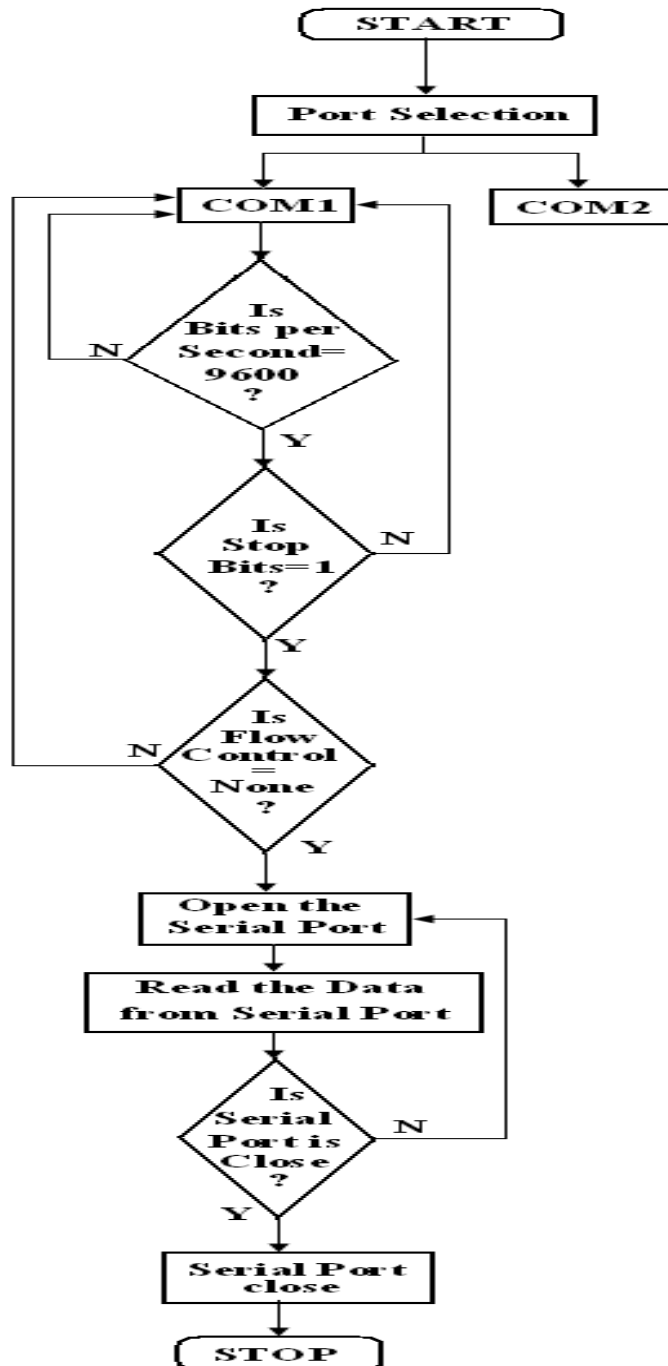 START
Port Selection
COM1
COM2
Is
Bits per
Second=
9600
?
N
Y
Is
Stop
Bits=1
?
N
Y
Is
Flow
Control
=
None
?
N
Y
Open the
Serial Port
Read the Data
from Serial Port
Is
Serial
Port is
Close
?
N
Y
Serial Port
close
STOP